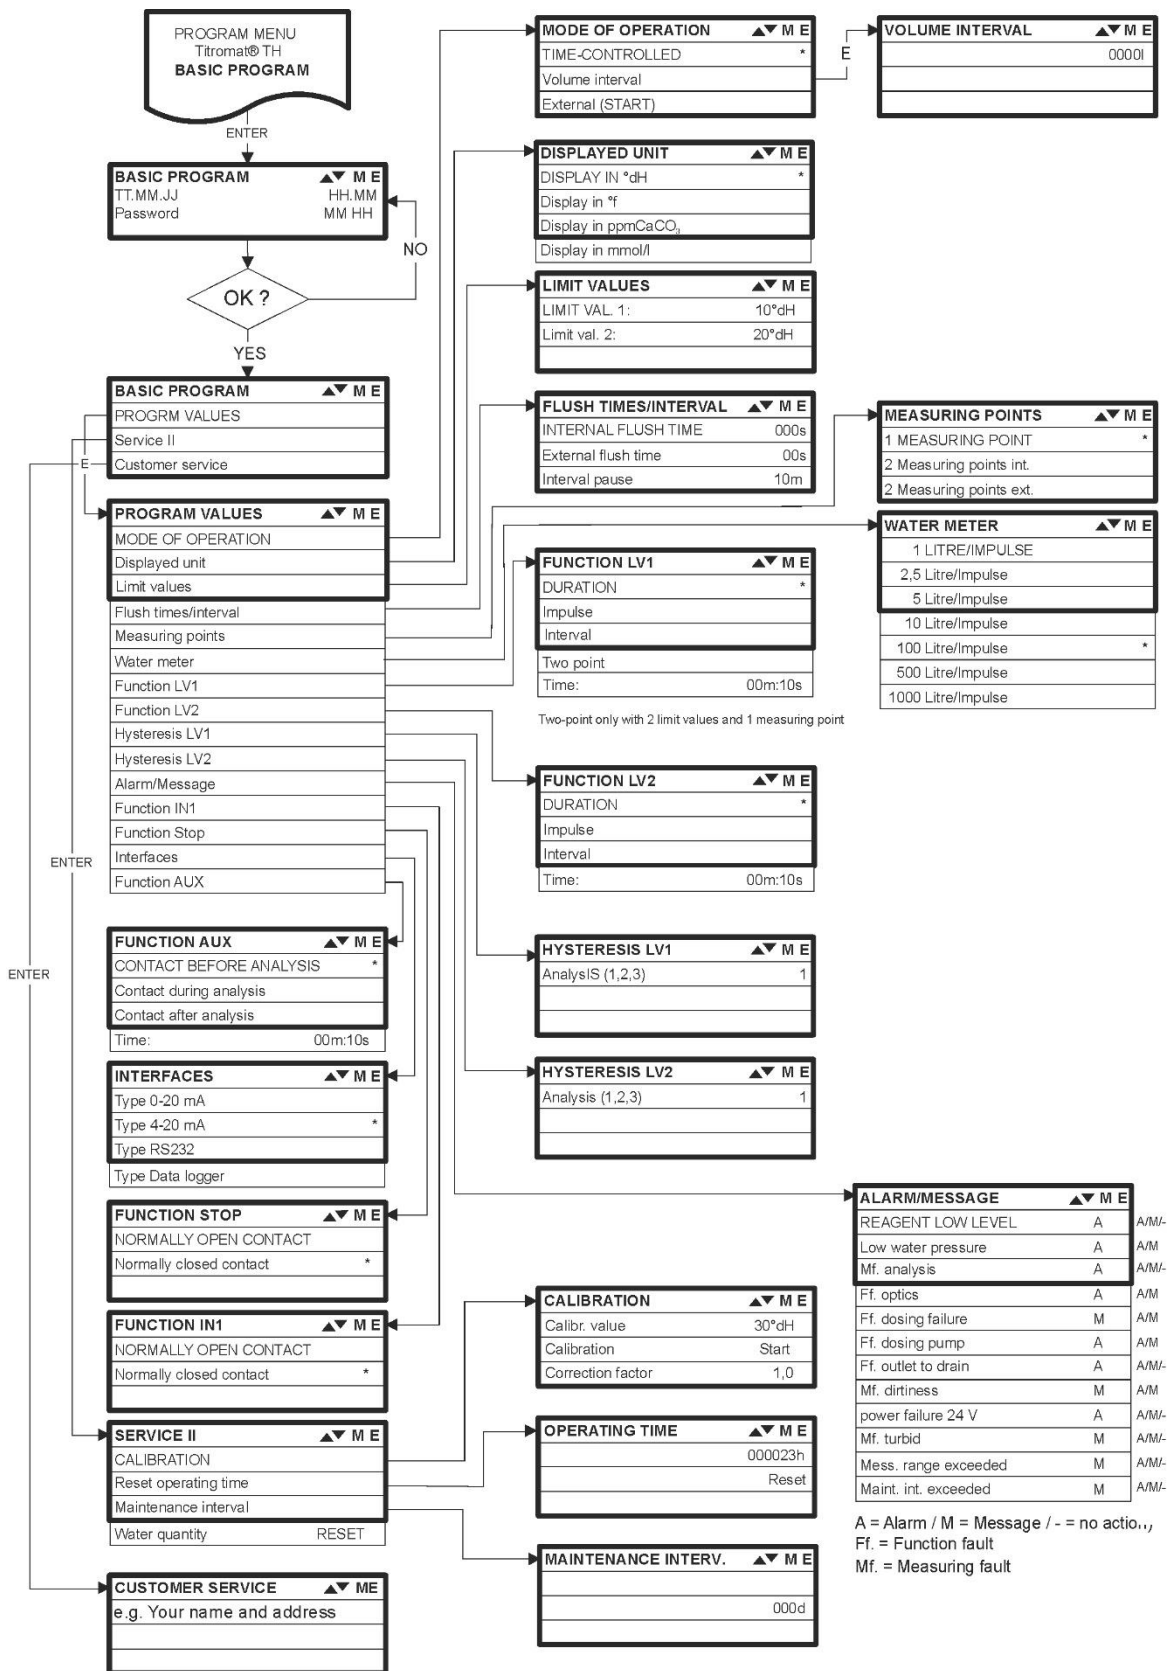 PROGRAM MENU
Titromat® TH
BASIC PROGRAM
ENTER
BASIC PROGRAM ▲▼ M E
TT.MM.JJ HH.MM
Password MM HH
NO
OK ?
YES
BASIC PROGRAM ▲▼ M E
PROGRM VALUES
Service II
Customer service
E
PROGRAM VALUES ▲▼ M E
MODE OF OPERATION
Displayed unit
Limit values
Flush times/interval
Measuring points
Water meter
Function LV1
Function LV2
Hysteresis LV1
Hysteresis LV2
Alarm/Message
Function IN1
Function Stop
Interfaces
Function AUX
ENTER
ENTER
FUNCTION AUX ▲▼ M E
CONTACT BEFORE ANALYSIS *
Contact during analysis
Contact after analysis
Time: 00m:10s
INTERFACES ▲▼ M E
Type 0-20 mA
Type 4-20 mA *
Type RS232
Type Data logger
FUNCTION STOP ▲▼ M E
NORMALLY OPEN CONTACT
Normally closed contact *
FUNCTION IN1 ▲▼ M E
NORMALLY OPEN CONTACT
Normally closed contact *
SERVICE II ▲▼ M E
CALIBRATION
Reset operating time
Maintenance interval
Water quantity RESET
CUSTOMER SERVICE ▲▼ ME
e.g. Your name and address
MODE OF OPERATION ▲▼ M E
TIME-CONTROLLED *
Volume interval
External (START)
E
VOLUME INTERVAL ▲▼ M E
0000l
DISPLAYED UNIT ▲▼ M E
DISPLAY IN °dH *
Display in °f
Display in ppmCaCO₃
Display in mmol/l
LIMIT VALUES ▲▼ M E
LIMIT VAL. 1: 10°dH
Limit val. 2: 20°dH
FLUSH TIMES/INTERVAL ▲▼ M E
INTERNAL FLUSH TIME 000s
External flush time 00s
Interval pause 10m
MEASURING POINTS ▲▼ M E
1 MEASURING POINT *
2 Measuring points int.
2 Measuring points ext.
WATER METER ▲▼ M E
1 LITRE/IMPULSE
2,5 Litre/Impulse
5 Litre/Impulse
10 Litre/Impulse
100 Litre/Impulse *
500 Litre/Impulse
1000 Litre/Impulse
FUNCTION LV1 ▲▼ M E
DURATION *
Impulse
Interval
Two point
Time: 00m:10s
Two-point only with 2 limit values and 1 measuring point
FUNCTION LV2 ▲▼ M E
DURATION *
Impulse
Interval
Time: 00m:10s
HYSTERESIS LV1 ▲▼ M E
AnalysIS (1,2,3) 1
HYSTERESIS LV2 ▲▼ M E
Analysis (1,2,3) 1
ALARM/MESSAGE ▲▼ M E
REAGENT LOW LEVEL A A/M/-
Low water pressure A A/M
Mf. analysis A A/M/-
Ff. optics A A/M
Ff. dosing failure M A/M
Ff. dosing pump A A/M
Ff. outlet to drain A A/M/-
Mf. dirtiness M A/M
power failure 24 V A A/M/-
Mf. turbid M A/M/-
Mess. range exceeded M A/M/-
Maint. int. exceeded M A/M/-
A = Alarm / M = Message / - = no action,
Ff. = Function fault
Mf. = Measuring fault
CALIBRATION ▲▼ M E
Calibr. value 30°dH
Calibration Start
Correction factor 1,0
OPERATING TIME ▲▼ M E
000023h
Reset
MAINTENANCE INTERV. ▲▼ M E
000d